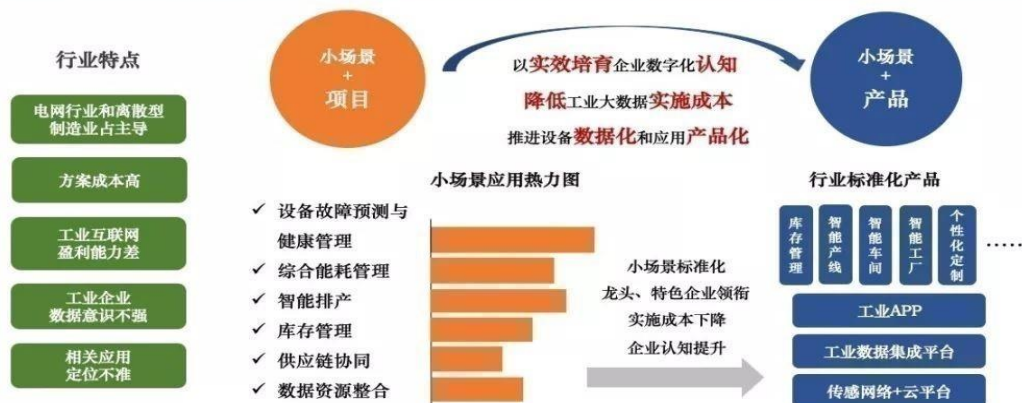 行业特点
电网行业和离散型
制造业占主导
方案成本高
工业互联网
盈利能力差
工业企业
数据意识不强
相关应用
定位不准
小场景
+
项目
以实效培育企业数字化认知
降低工业大数据实施成本
推进设备数据化和应用产品化
小场景
+
产品
小场景应用热力图
✓ 设备故障预测与
健康管理
✓ 综合能耗管理
✓ 智能排产
✓ 库存管理
✓ 供应链协同
✓ 数据资源整合
小场景标准化
龙头、特色企业领衔
实施成本下降
企业认知提升
行业标准化产品
库存管理
智能产线
智能车间
智能工厂
个性化定制
……
工业APP
工业数据集成平台
传感网络+云平台